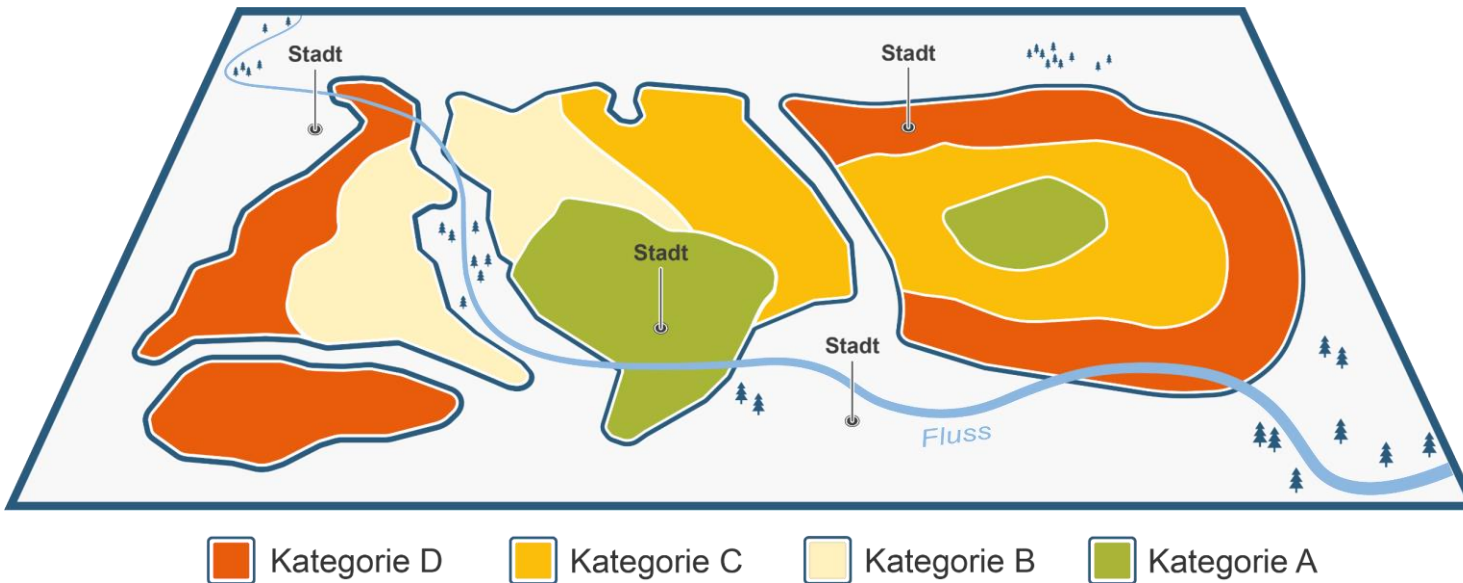 Stadt
Stadt
Stadt
Stadt
Fluss
Kategorie D
Kategorie C
Kategorie B
Kategorie A